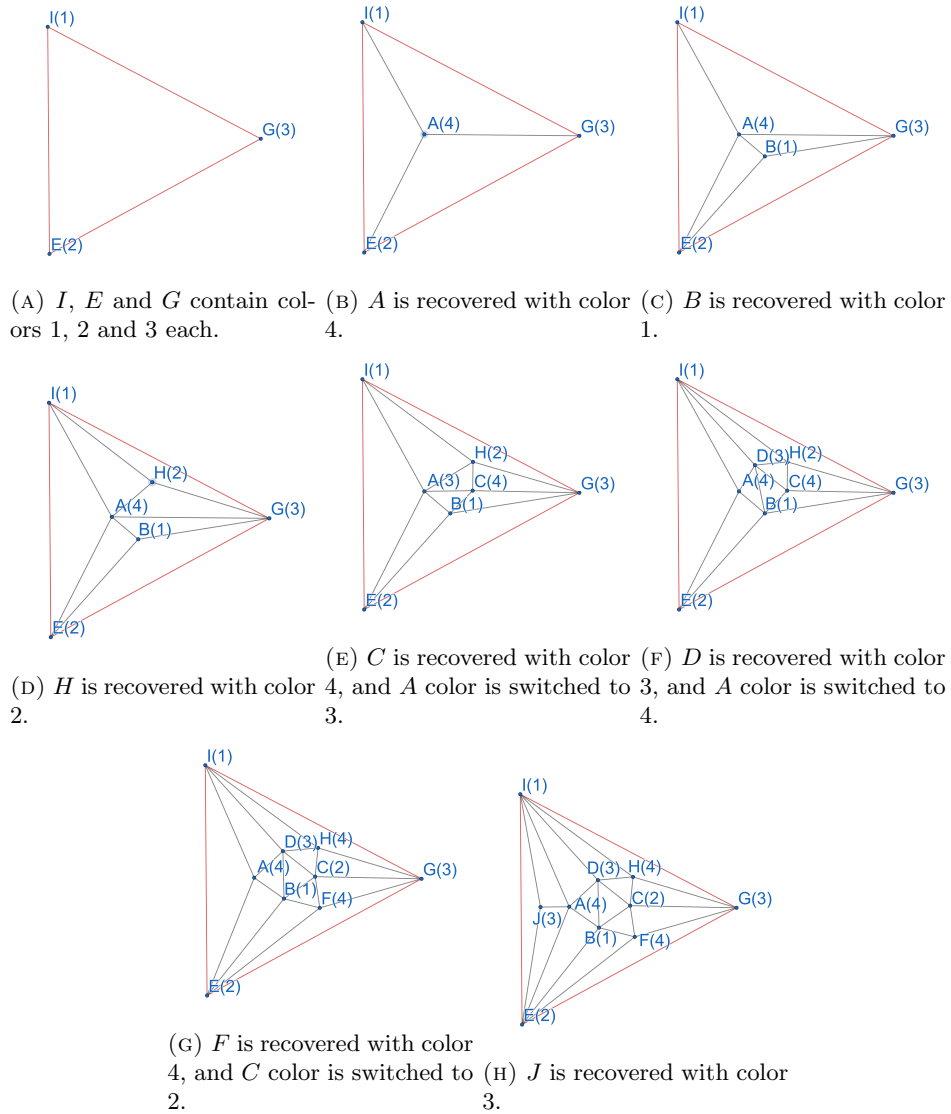 I(1)
G(3)
E(2)
I(1)
A(4)
G(3)
E(2)
I(1)
A(4)
B(1)
G(3)
E(2)
(A) I, E and G contain col-
ors 1, 2 and 3 each.
(B) A is recovered with color
4.
(C) B is recovered with color
1.
I(1)
H(2)
A(4)
B(1)
G(3)
E(2)
I(1)
H(2)
A(3)
C(4)
B(1)
G(3)
E(2)
I(1)
D(3)
H(2)
A(4)
C(4)
B(1)
G(3)
E(2)
(D) H is recovered with color
2.
(E) C is recovered with color
4, and A color is switched to
3.
(F) D is recovered with color
3, and A color is switched to
4.
I(1)
D(3)
H(4)
A(4)
C(2)
B(1)
F(4)
G(3)
E(2)
I(1)
D(3)
H(4)
J(3)
A(4)
C(2)
B(1)
F(4)
G(3)
E(2)
(G) F is recovered with color
4, and C color is switched to
2.
(H) J is recovered with color
3.